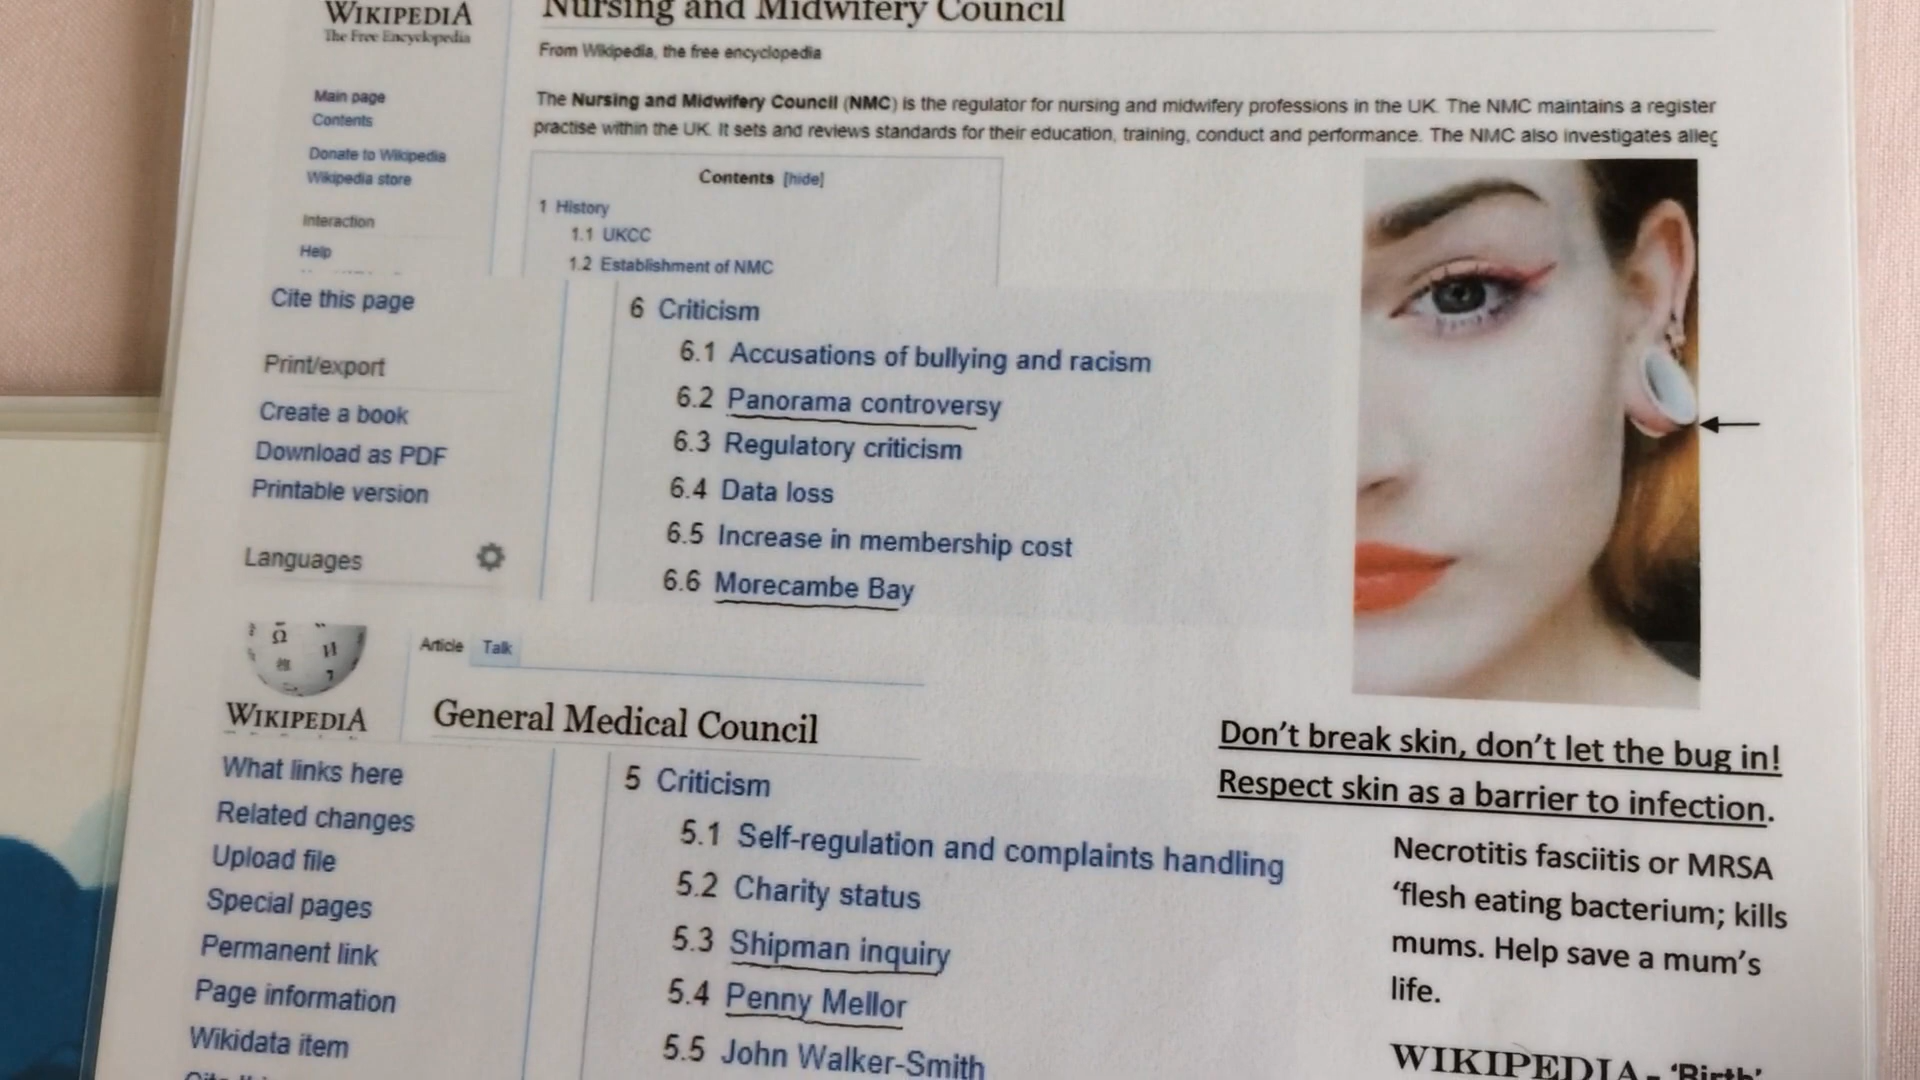 WIKIPEDIA
The Free Encyclopedia
Nursing and Midwifery Council
From Wikipedia, the free encyclopedia
Main page
Contents
Donate to Wikipedia
Wikipedia store
Interaction
Help
The Nursing and Midwifery Council (NMC) is the regulator for nursing and midwifery professions in the UK. The NMC maintains a register
practise within the UK. It sets and reviews standards for their education, training, conduct and performance. The NMC also investigates alleg
Contents [hide]
1 History
1.1 UKCC
1.2 Establishment of NMC
Cite this page
Print/export
Create a book
Download as PDF
Printable version
Languages
6 Criticism
6.1 Accusations of bullying and racism
6.2 Panorama controversy
6.3 Regulatory criticism
6.4 Data loss
6.5 Increase in membership cost
6.6 Morecambe Bay
WIKIPEDIA
Article Talk
General Medical Council
What links here
Related changes
Upload file
Special pages
Permanent link
Page information
Wikidata item
5 Criticism
5.1 Self-regulation and complaints handling
5.2 Charity status
5.3 Shipman inquiry
5.4 Penny Mellor
5.5 John Walker-Smith
Don't break skin, don't let the bug in!
Respect skin as a barrier to infection.
Necrotitis fasciitis or MRSA
‘flesh eating bacterium; kills
mums. Help save a mum's
life.
WIKIPEDIA- ‘Birth’